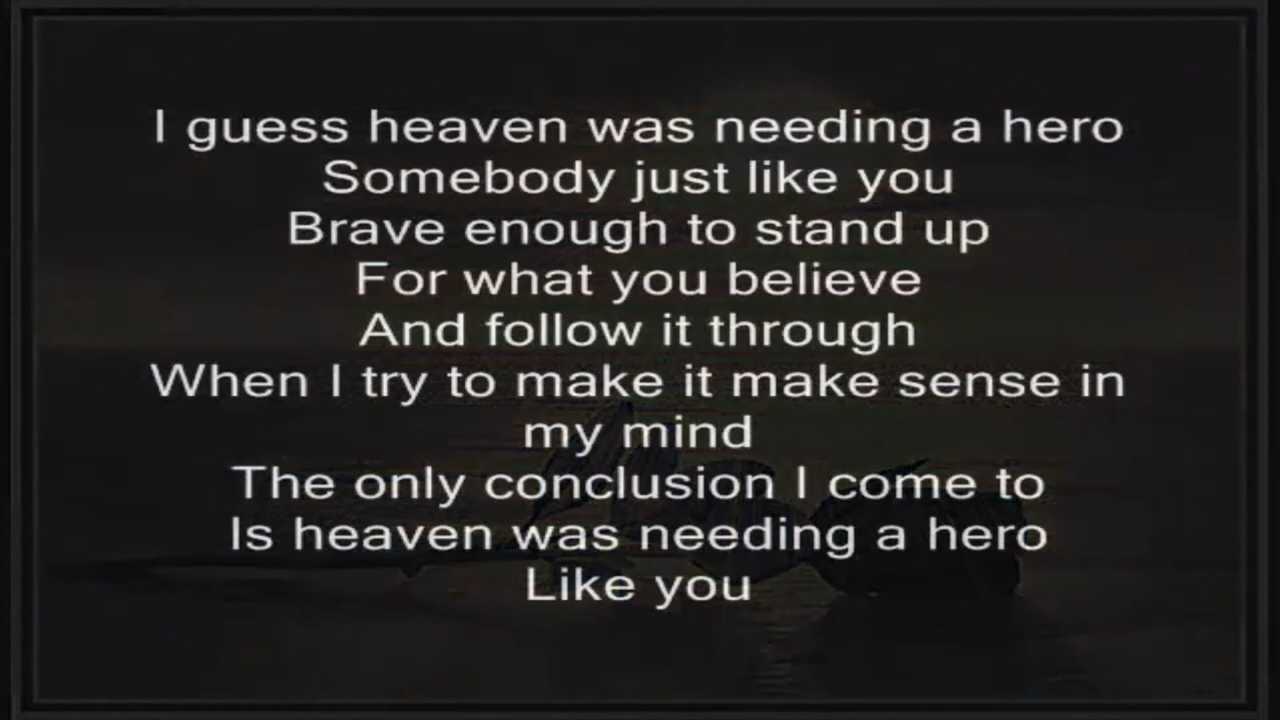 I guess heaven was needing a hero
Somebody just like you
Brave enough to stand up
For what you believe
And follow it through
When I try to make it make sense in
my mind
The only conclusion I come to
Is heaven was needing a hero
Like you